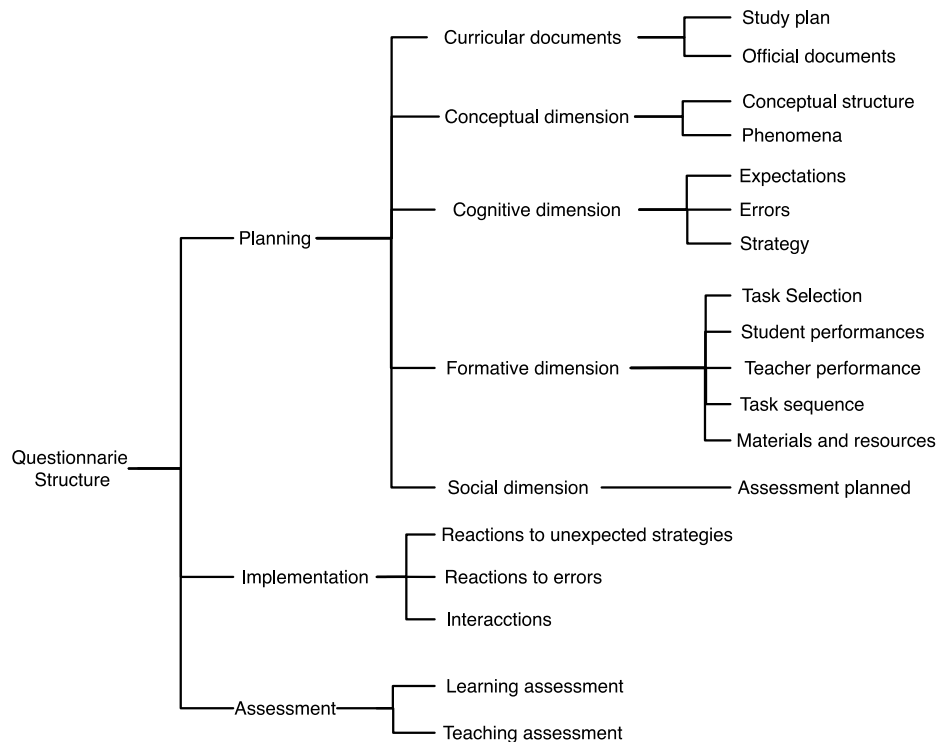 Questionnarie
Structure
Planning
Curricular documents
Study plan
Official documents
Conceptual dimension
Conceptual structure
Phenomena
Cognitive dimension
Expectations
Errors
Strategy
Formative dimension
Task Selection
Student performances
Teacher performance
Task sequence
Materials and resources
Social dimension
Assessment planned
Implementation
Reactions to unexpected strategies
Reactions to errors
Interacctions
Assessment
Learning assessment
Teaching assessment